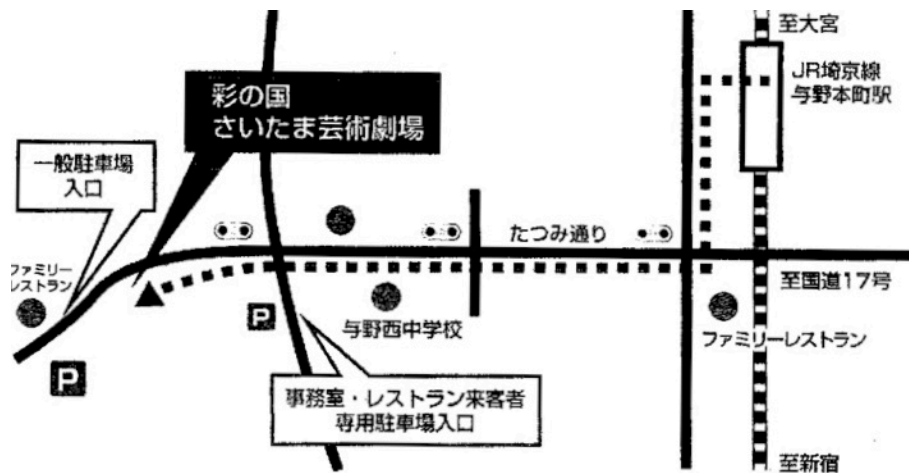 至大宮
JR埼京線
与野本町駅
彩の国
さいたま芸術劇場
一般駐車場
入口
たつみ通り
ファミリー
レストラン
至国道17号
P
与野西中学校
ファミリーレストラン
P
事務室・レストラン来客者
専用駐車場入口
至新宿